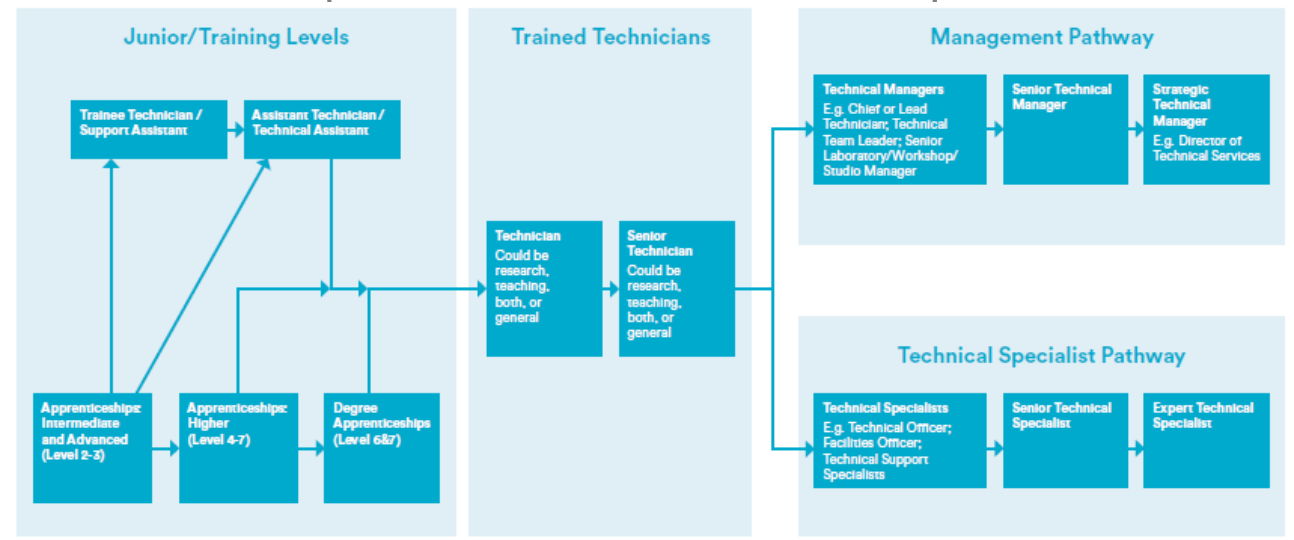 Junior/Training Levels
Trainee Technician /
Support Assistant
Assistant Technician /
Technical Assistant
Apprenticeships:
Intermediate
and Advanced
(Level 2-3)
Apprenticeships:
Higher
(Level 4-7)
Degree
Apprenticeships
(Level 6&7)
Trained Technicians
Technician
Could be
research,
teaching,
both, or
general
Senior
Technician
Could be
research,
teaching,
both, or
general
Management Pathway
Technical Managers
E.g. Chief or Lead
Technician; Technical
Team Leader; Senior
Laboratory/Workshop/
Studio Manager
Senior Technical
Manager
Strategic
Technical
Manager
E.g. Director of
Technical Services
Technical Specialist Pathway
Technical Specialists
E.g. Technical Officer;
Facilities Officer;
Technical Support
Specialists
Senior Technical
Specialist
Expert Technical
Specialist